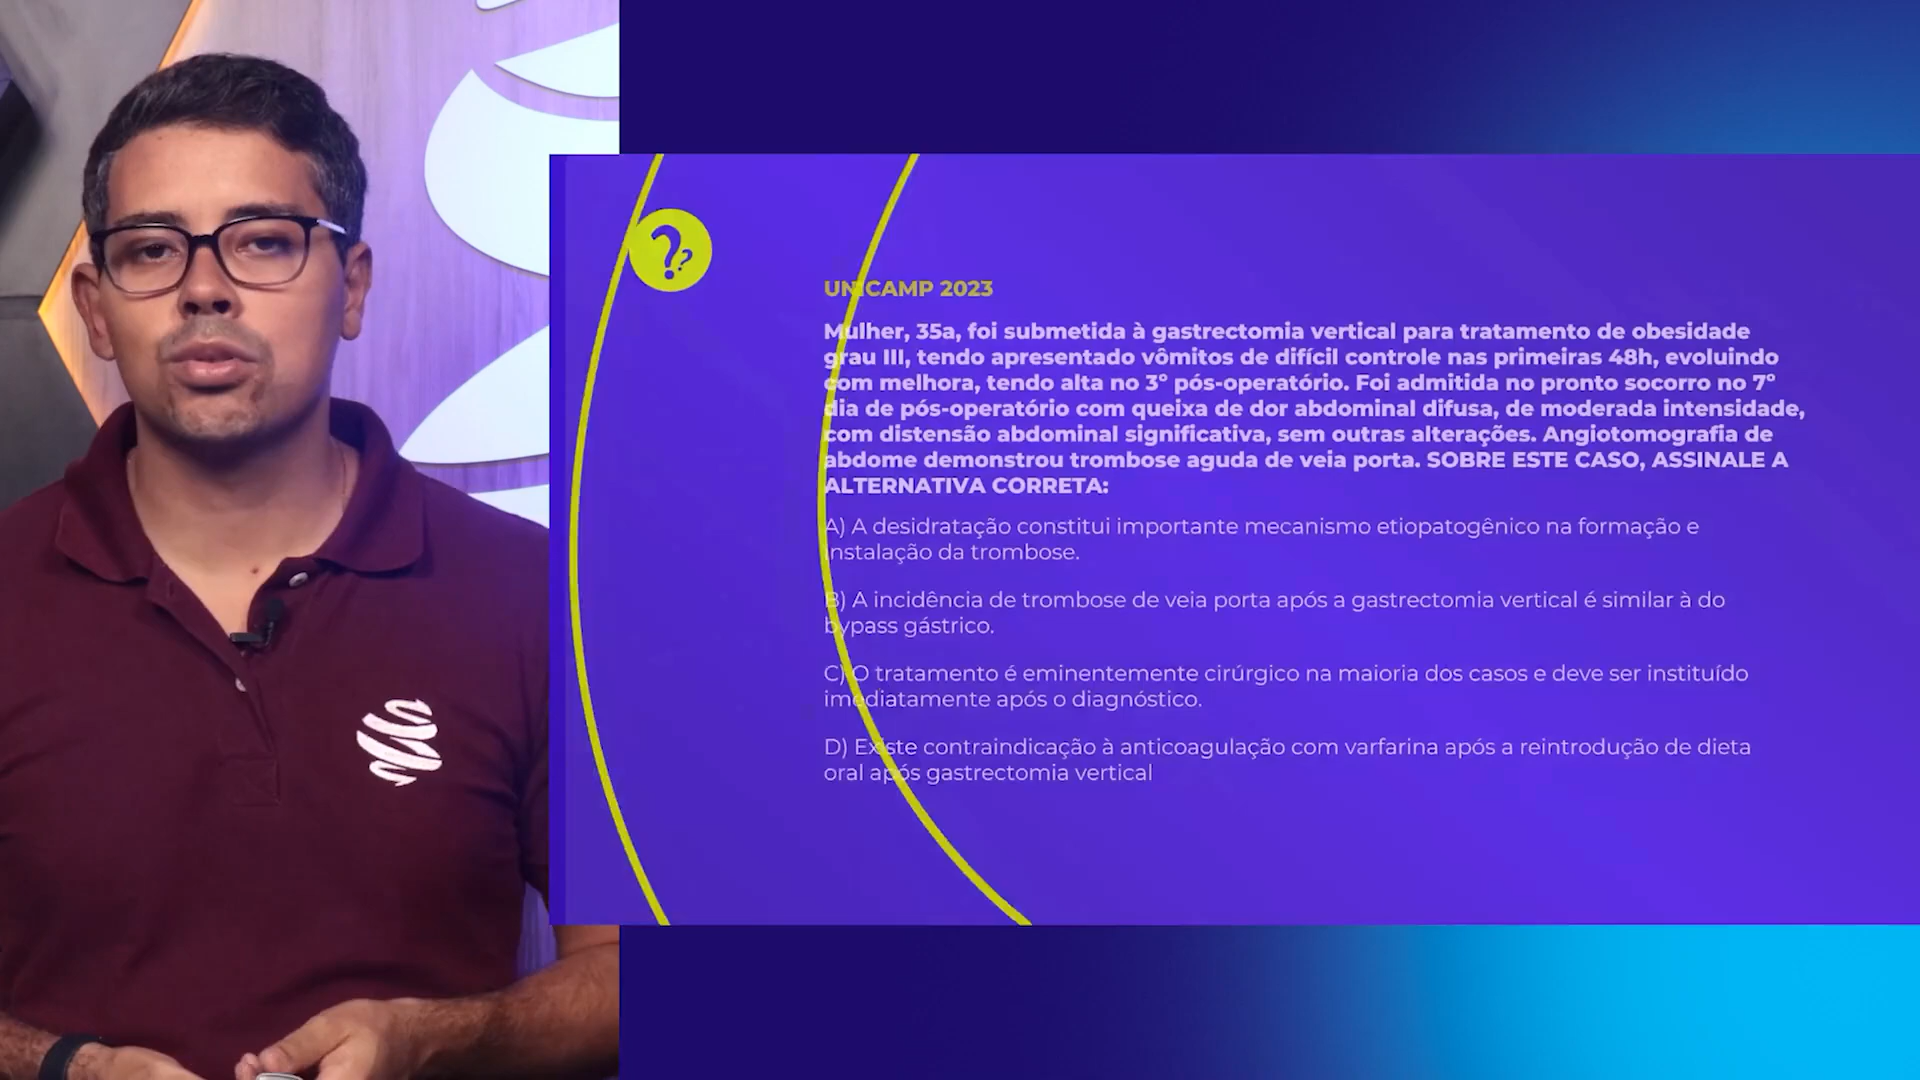 UNICAMP 2023
Mulher, 35a, foi submetida à gastrectomia vertical para tratamento de obesidade
grau III, tendo apresentado vômitos de difícil controle nas primeiras 48h, evoluindo
com melhora, tendo alta no 3º pós-operatório. Foi admitida no pronto socorro no 7º
dia de pós-operatório com queixa de dor abdominal difusa, de moderada intensidade,
com distensão abdominal significativa, sem outras alterações. Angiotomografia de
abdome demonstrou trombose aguda de veia porta. SOBRE ESTE CASO, ASSINALE A
ALTERNATIVA CORRETA:
A) A desidratação constitui importante mecanismo etiopatogênico na formação e
instalação da trombose.
B) A incidência de trombose de veia porta após a gastrectomia vertical é similar à do
bypass gástrico.
C) O tratamento é eminentemente cirúrgico na maioria dos casos e deve ser instituído
imediatamente após o diagnóstico.
D) Existe contraindicação à anticoagulação com varfarina após a reintrodução de dieta
oral após gastrectomia vertical